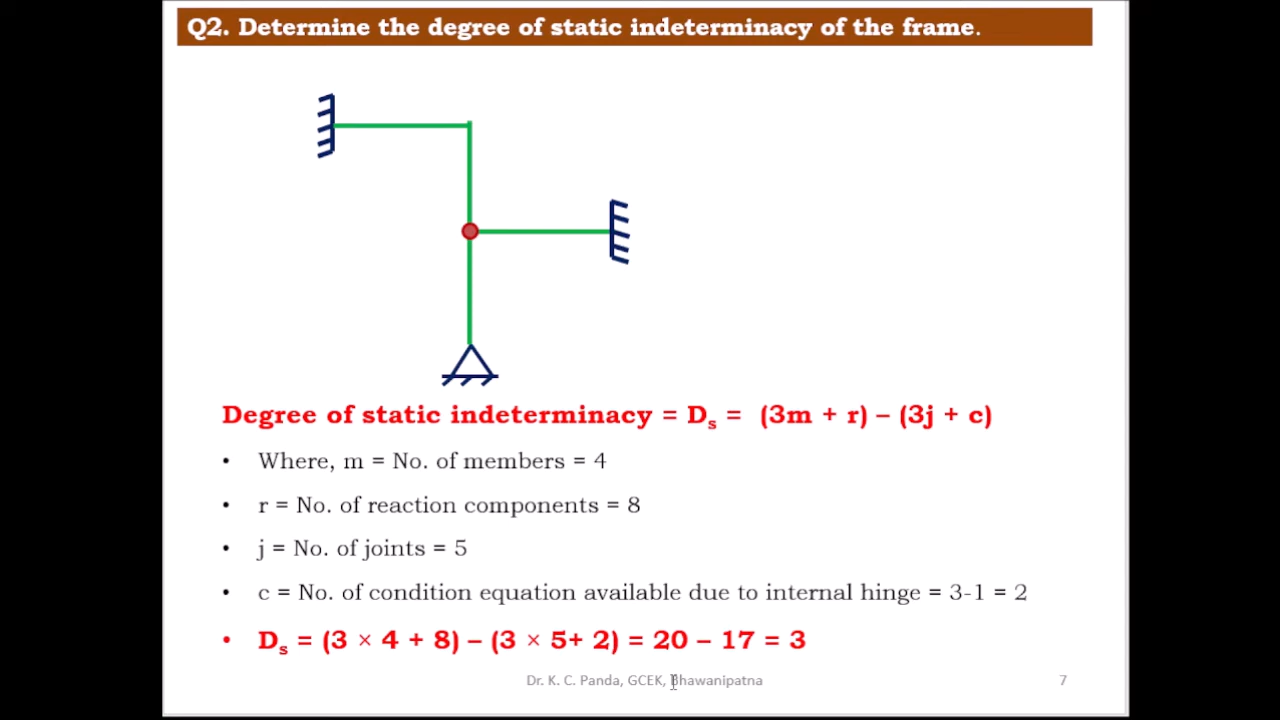 Q2. Determine the degree of static indeterminacy of the frame.
Degree of static indeterminacy = Dₛ = (3m + r) – (3j + c)
• Where, m = No. of members = 4
• r = No. of reaction components = 8
• j = No. of joints = 5
• c = No. of condition equation available due to internal hinge = 3-1 = 2
• Dₛ = (3 × 4 + 8) – (3 × 5+ 2) = 20 – 17 = 3
Dr. K. C. Panda, GCEK, Bhawanipatna 7